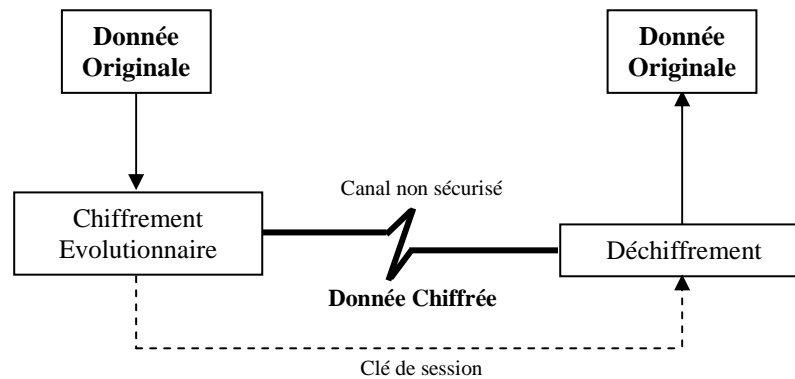 Donnée
Originale
Donnée
Originale
Canal non sécurisé
Chiffrement
Evolutionnaire
Déchiffrement
Donnée Chiffrée
Clé de session